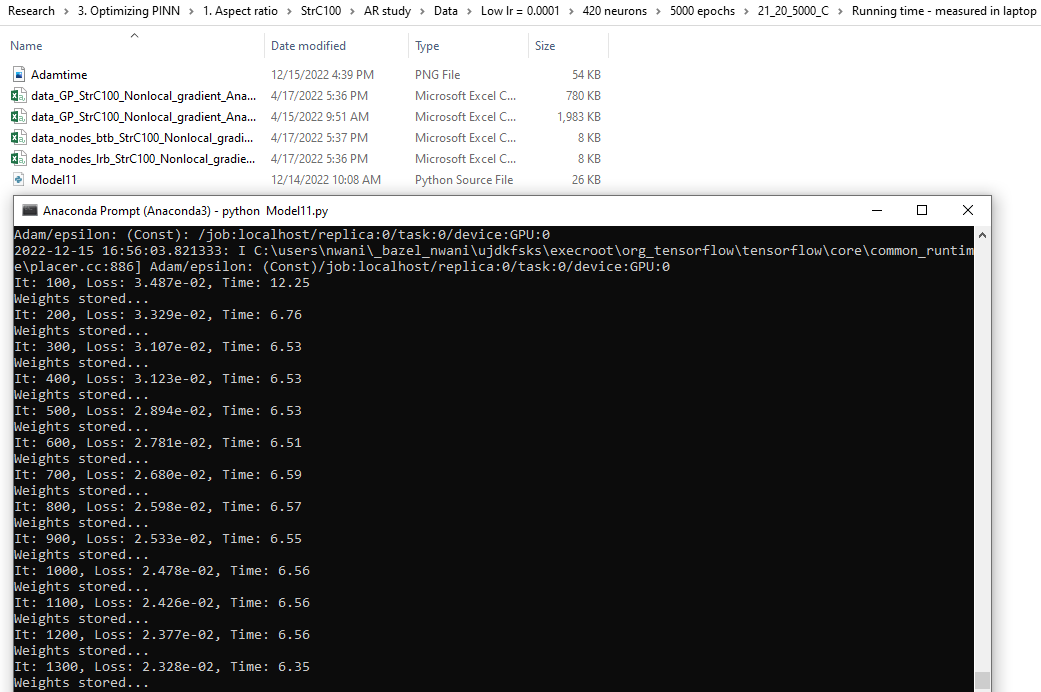 Research > 3. Optimizing PINN > 1. Aspect ratio > StrC100 > AR study > Data > Low lr = 0.0001 > 420 neurons > 5000 epochs > 21_20_5000_C > Running time - measured in laptop
Name Date modified Type Size
Adamtime 12/15/2022 4:39 PM PNG File 54 KB
data_GP_StrC100_Nonlocal_gradient_Ana... 4/17/2022 5:36 PM Microsoft Excel C... 780 KB
data_GP_StrC100_Nonlocal_gradient_Ana... 4/15/2022 9:51 AM Microsoft Excel C... 1,983 KB
data_nodes_btb_StrC100_Nonlocal_gradi... 4/17/2022 5:37 PM Microsoft Excel C... 8 KB
data_nodes_lrb_StrC100_Nonlocal_gradie... 4/17/2022 5:36 PM Microsoft Excel C... 8 KB
Model11 12/14/2022 10:08 AM Python Source File 26 KB
Anaconda Prompt (Anaconda3) - python Model11.py
Adam/epsilon: (Const): /job:localhost/replica:0/task:0/device:GPU:0
2022-12-15 16:56:03.821333: I C:\users\nwani\_bazel_nwani\ujdkfsks\execroot\org_tensorflow\tensorflow\core\common_runtim
e\placer.cc:886] Adam/epsilon: (Const)/job:localhost/replica:0/task:0/device:GPU:0
It: 100, Loss: 3.487e-02, Time: 12.25
Weights stored...
It: 200, Loss: 3.329e-02, Time: 6.76
Weights stored...
It: 300, Loss: 3.107e-02, Time: 6.53
Weights stored...
It: 400, Loss: 3.123e-02, Time: 6.53
Weights stored...
It: 500, Loss: 2.894e-02, Time: 6.53
Weights stored...
It: 600, Loss: 2.781e-02, Time: 6.51
Weights stored...
It: 700, Loss: 2.680e-02, Time: 6.59
Weights stored...
It: 800, Loss: 2.598e-02, Time: 6.57
Weights stored...
It: 900, Loss: 2.533e-02, Time: 6.55
Weights stored...
It: 1000, Loss: 2.478e-02, Time: 6.56
Weights stored...
It: 1100, Loss: 2.426e-02, Time: 6.56
Weights stored...
It: 1200, Loss: 2.377e-02, Time: 6.56
Weights stored...
It: 1300, Loss: 2.328e-02, Time: 6.35
Weights stored...